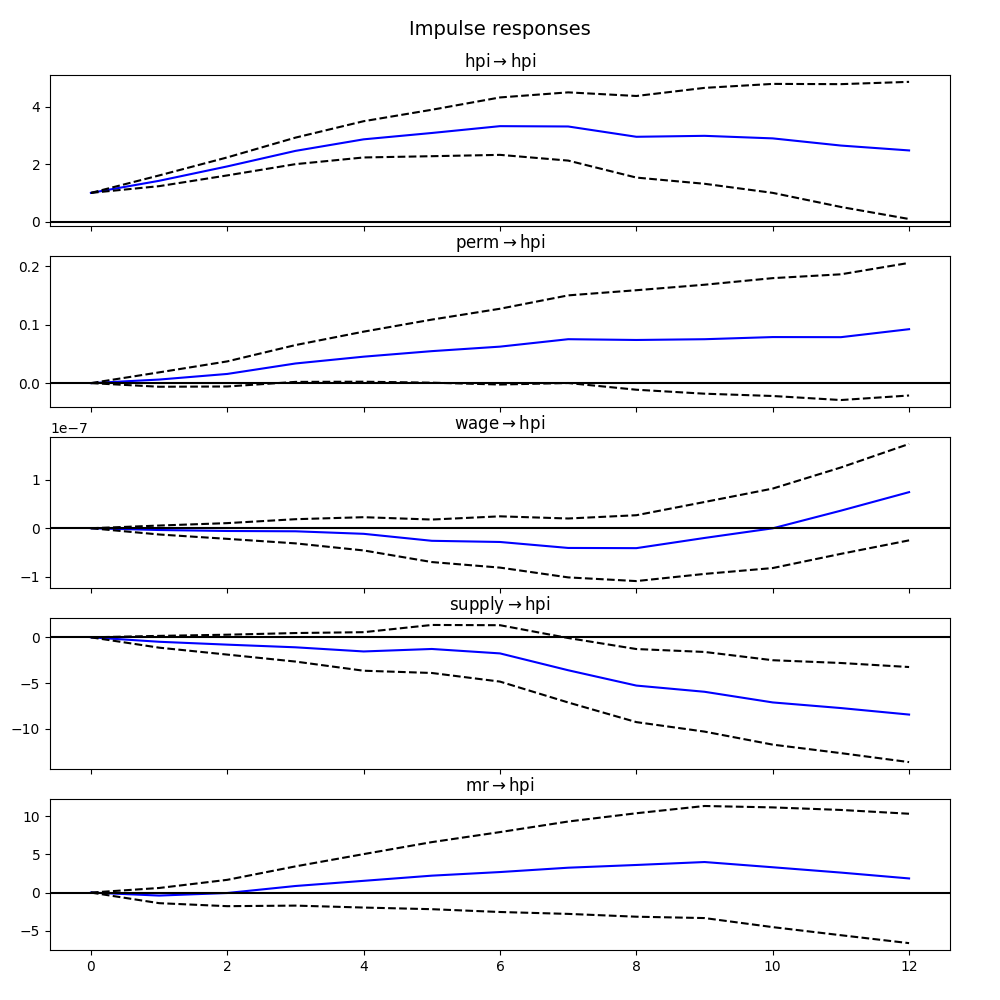 Impulse responses
hpi → hpi
4
2
0
perm → hpi
0.2
0.1
0.0
1e−7
wage → hpi
1
0
−1
supply → hpi
0
−5
−10
mr → hpi
10
5
0
−5
0 2 4 6 8 10 12